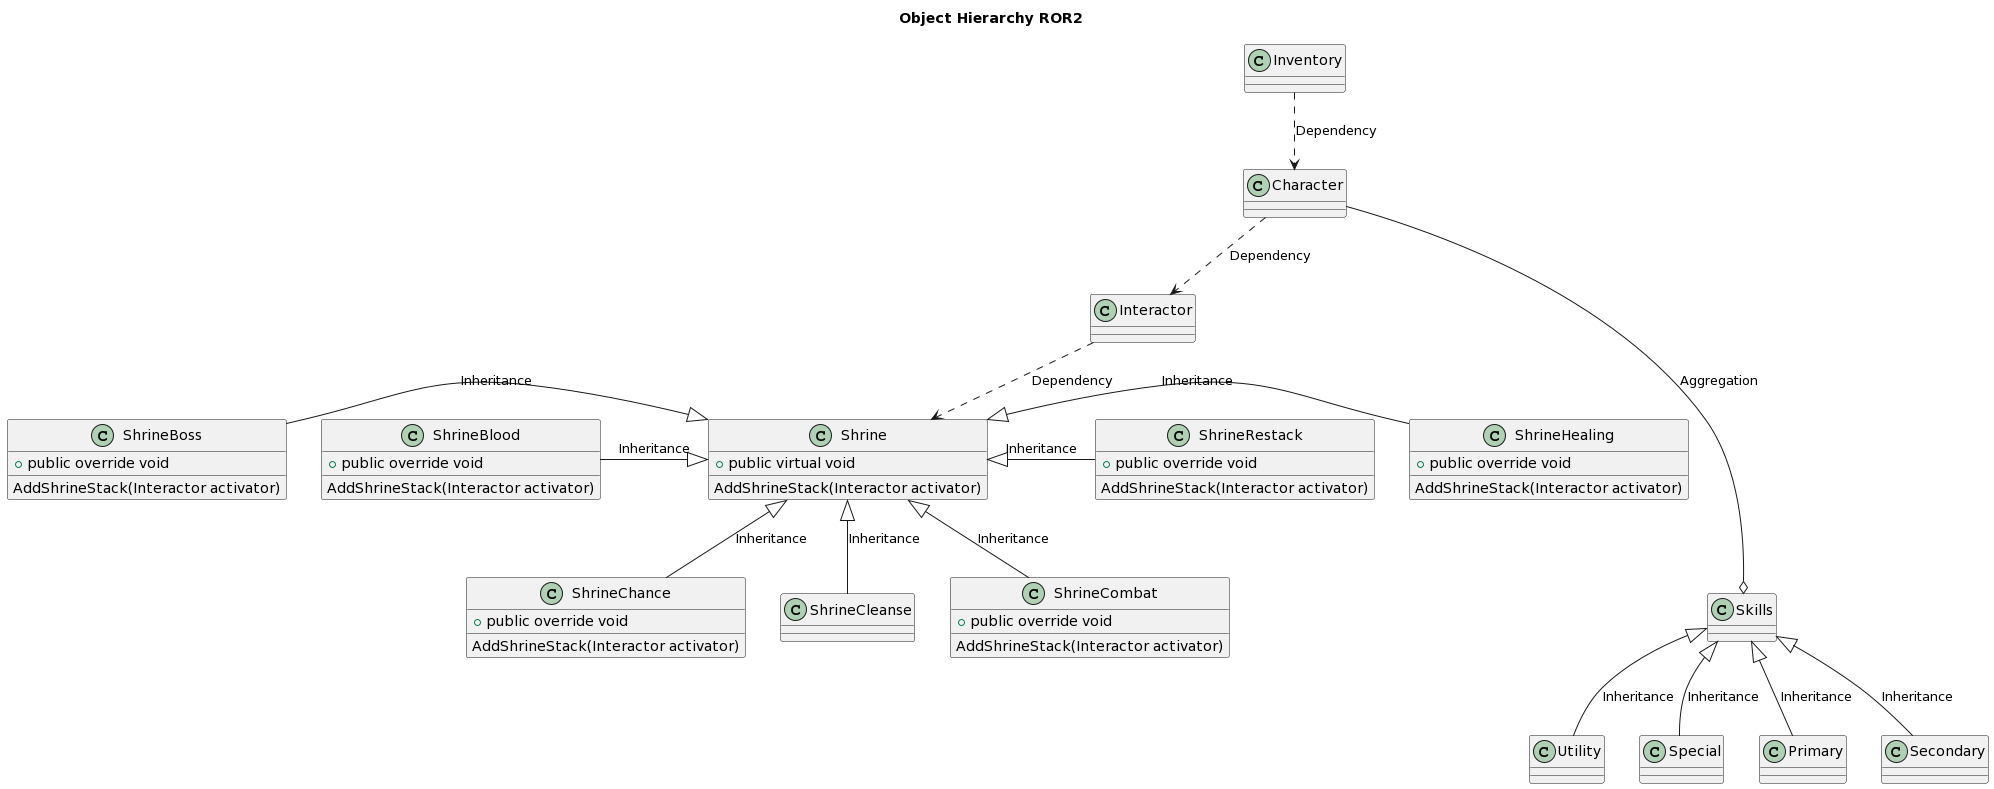 Object Hierarchy ROR2
C Inventory
Dependency
C Character
Dependency
C Interactor
Inheritance
Dependency
Inheritance
Aggregation
C ShrineBoss
public override void
AddShrineStack(Interactor activator)
C ShrineBlood
public override void
AddShrineStack(Interactor activator)
Inheritance
C Shrine
public virtual void
AddShrineStack(Interactor activator)
Inheritance
C ShrineRestack
public override void
AddShrineStack(Interactor activator)
C ShrineHealing
public override void
AddShrineStack(Interactor activator)
Inheritance
Inheritance
Inheritance
C ShrineChance
public override void
AddShrineStack(Interactor activator)
C ShrineCleanse
C ShrineCombat
public override void
AddShrineStack(Interactor activator)
C Skills
Inheritance
Inheritance
Inheritance
Inheritance
C Utility
C Special
C Primary
C Secondary